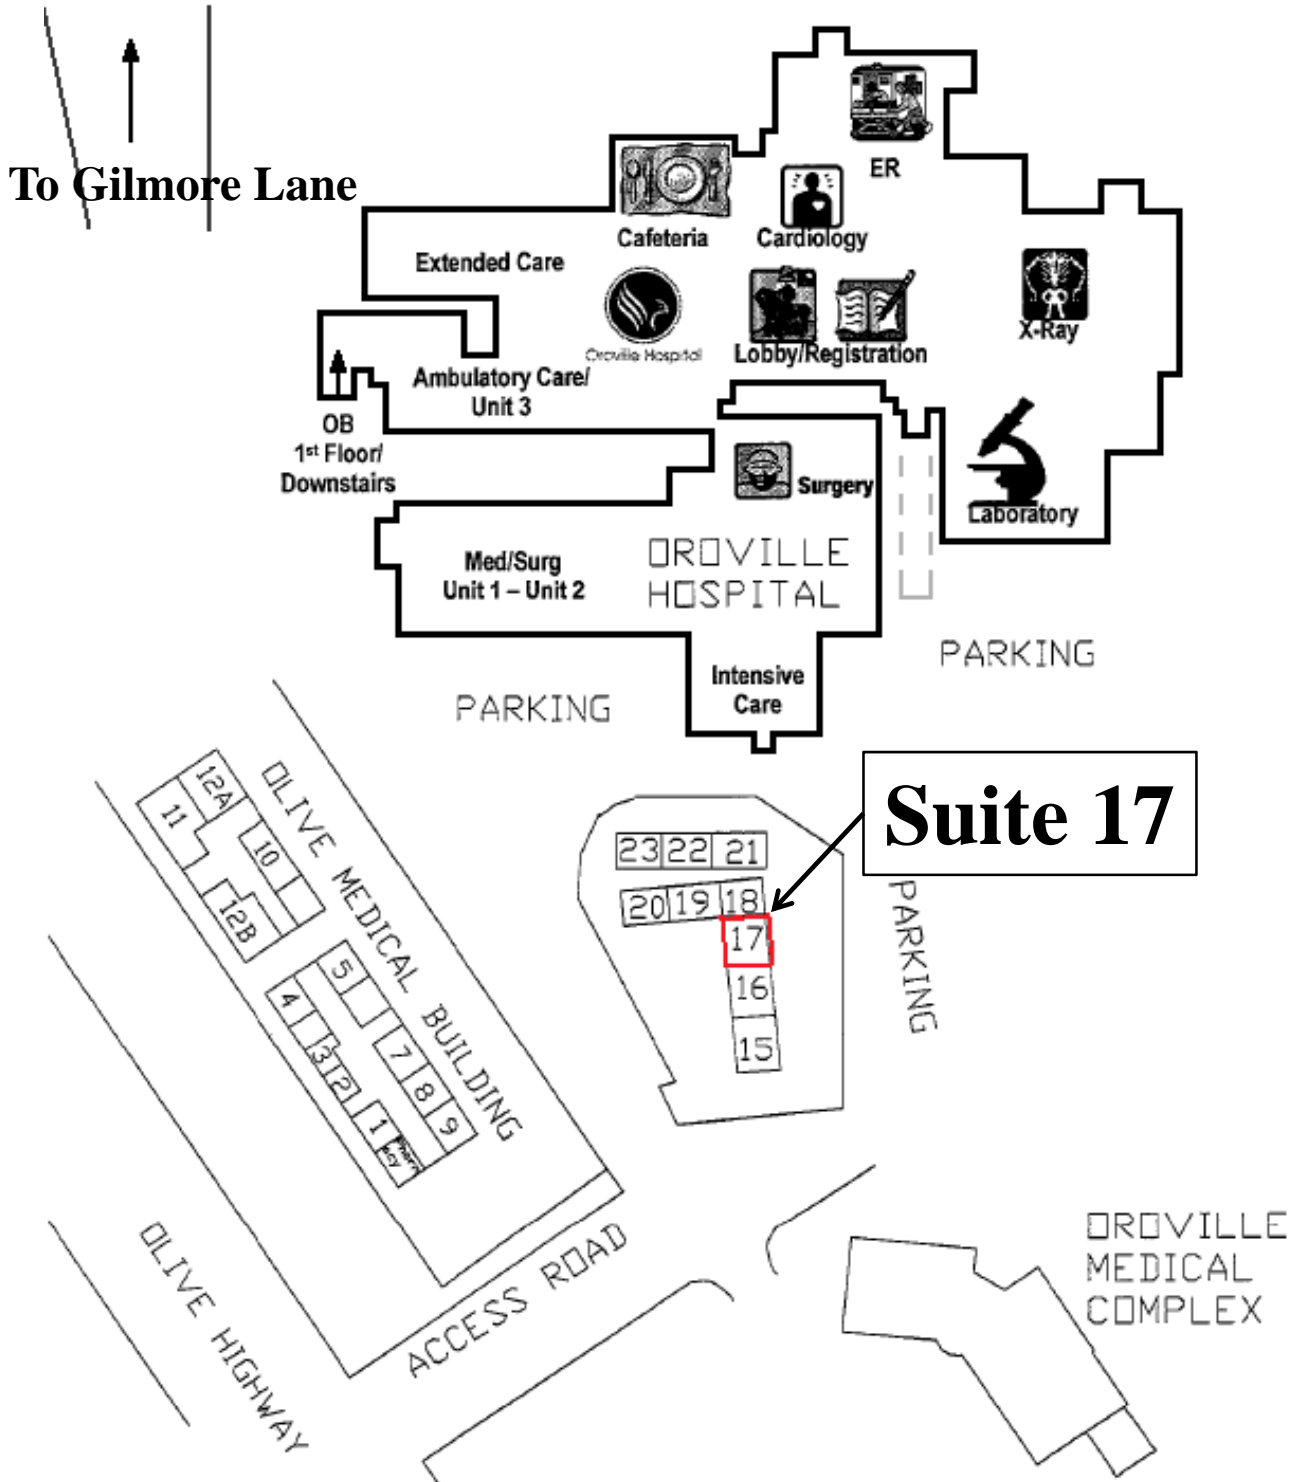 To Gilmore Lane
ER
Cafeteria
Cardiology
Extended Care
X-Ray
Oroville Hospital
Lobby/Registration
Ambulatory Care/
Unit 3
OB
1st Floor/
Downstairs
Surgery
Laboratory
Med/Surg
Unit 1 – Unit 2
OROVILLE
HOSPITAL
PARKING
Intensive
Care
PARKING
Suite 17
12A
11
10
12B
OLIVE MEDICAL BUILDING
23 22 21
20 19 18
17
16
15
PARKING
5
4
3 2
7
8
9
1
Pharm
acy
OLIVE HIGHWAY
ACCESS ROAD
OROVILLE
MEDICAL
COMPLEX